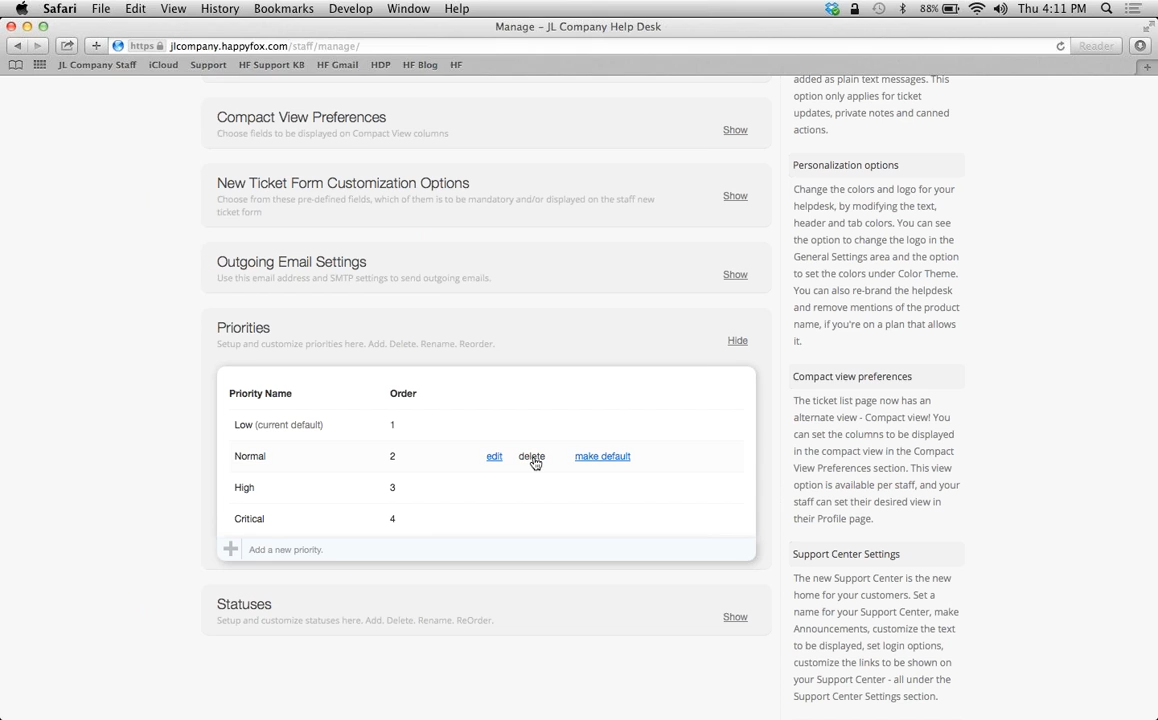 Safari File Edit View History Bookmarks Develop Window Help 88% Thu 4:11 PM
Manage – JL Company Help Desk
https jlcompany.happyfox.com/staff/manage/ Reader
JL Company Staff iCloud Support HF Support KB HF Gmail HDP HF Blog HF
Compact View Preferences
Choose fields to be displayed on Compact View columns
Show
New Ticket Form Customization Options
Choose from these pre-defined fields, which of them is to be mandatory and/or displayed on the staff new
ticket form
Show
Outgoing Email Settings
Use this email address and SMTP settings to send outgoing emails.
Show
Priorities
Setup and customize priorities here. Add. Delete. Rename. Reorder.
Hide
Priority Name Order
Low (current default) 1
Normal 2 edit delete make default
High 3
Critical 4
Add a new priority.
Statuses
Setup and customize statuses here. Add. Delete. Rename. ReOrder.
Show
added as plain text messages. This
option only applies for ticket
updates, private notes and canned
actions.
Personalization options
Change the colors and logo for your
helpdesk, by modifying the text,
header and tab colors. You can see
the option to change the logo in the
General Settings area and the option
to set the colors under Color Theme.
You can also re-brand the helpdesk
and remove mentions of the product
name, if you're on a plan that allows
it.
Compact view preferences
The ticket list page now has an
alternate view - Compact view! You
can set the columns to be displayed
in the compact view in the Compact
View Preferences section. This view
option is available per staff, and your
staff can set their desired view in
their Profile page.
Support Center Settings
The new Support Center is the new
home for your customers. Set a
name for your Support Center, make
Announcements, customize the text
to be displayed, set login options,
customize the links to be shown on
your Support Center - all under the
Support Center Settings section.